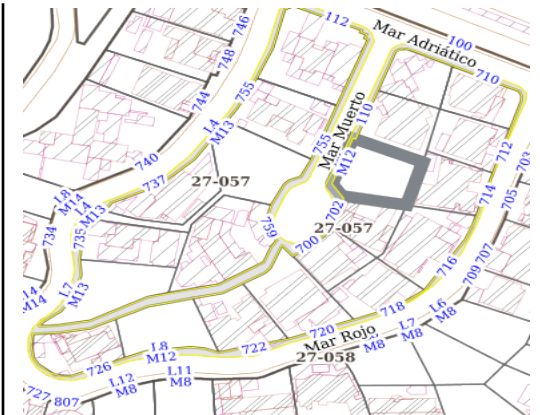 112
Mar Adriático
100
746
748
710
744
755
110
L4
M13
Mar Muerto
755
712
703
740
M12
737
27-057
714
705
L8
M14
L4
M13
702
759
27-057
734
735
700
707
716
709
L7
M13
14
M14
718
L6
M8
720
Mar Rojo
L7
M8
L8
M12
722
27-058
M8
726
L12
M8
L11
M8
727
807